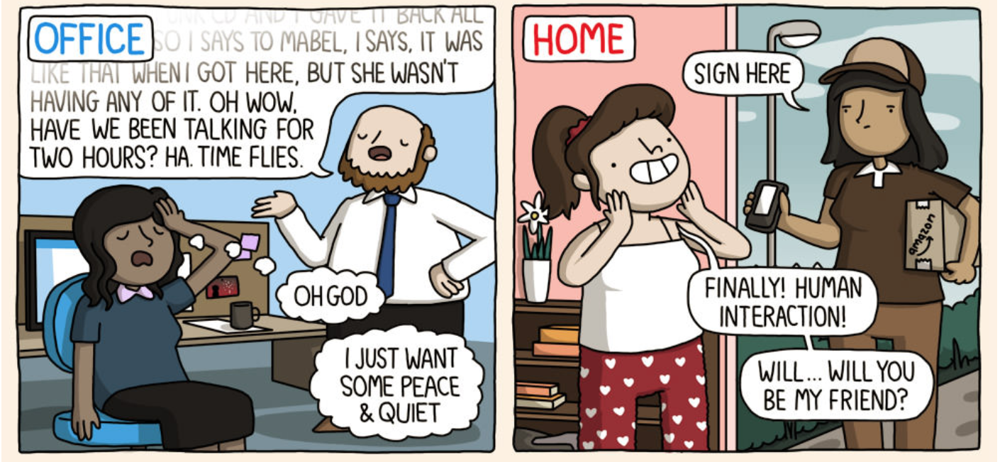 OFFICE
CD AND I GAVE IT BACK ALL
SO I SAYS TO MABEL, I SAYS, IT WAS
LIKE THAT WHEN I GOT HERE, BUT SHE WASN'T
HAVING ANY OF IT. OH WOW,
HAVE WE BEEN TALKING FOR
TWO HOURS? HA. TIME FLIES.
OH GOD
I JUST WANT
SOME PEACE
& QUIET
HOME
SIGN HERE
amazon
FINALLY! HUMAN
INTERACTION!
WILL... WILL YOU
BE MY FRIEND?